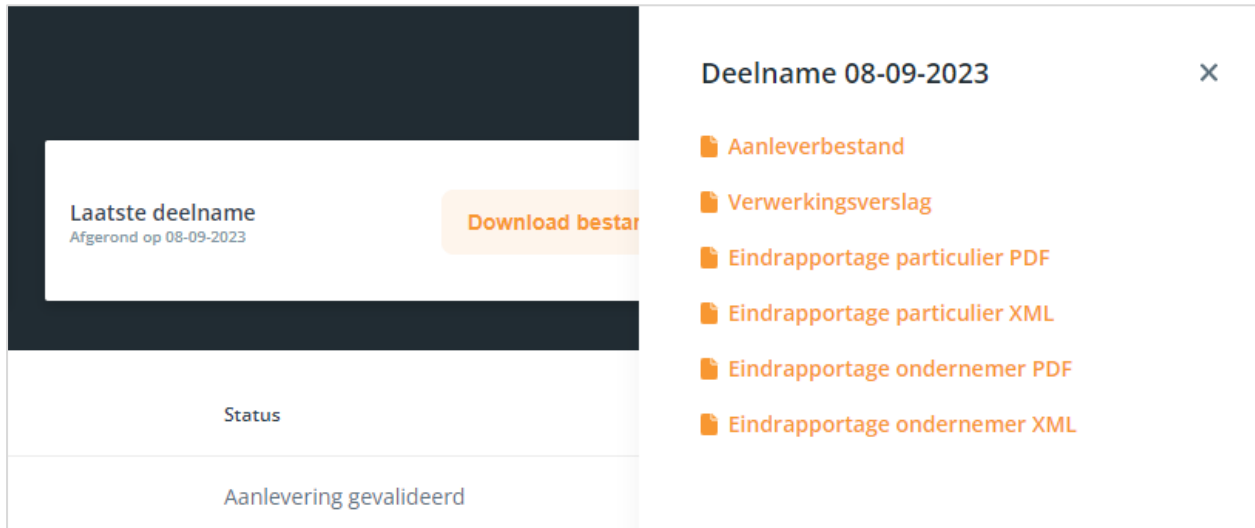 Laatste deelname
Afgerond op 08-09-2023
Download bestan
Status
Aanlevering gevalideerd
Deelname 08-09-2023
Aanleverbestand
Verwerkingsverslag
Eindrapportage particulier PDF
Eindrapportage particulier XML
Eindrapportage ondernemer PDF
Eindrapportage ondernemer XML